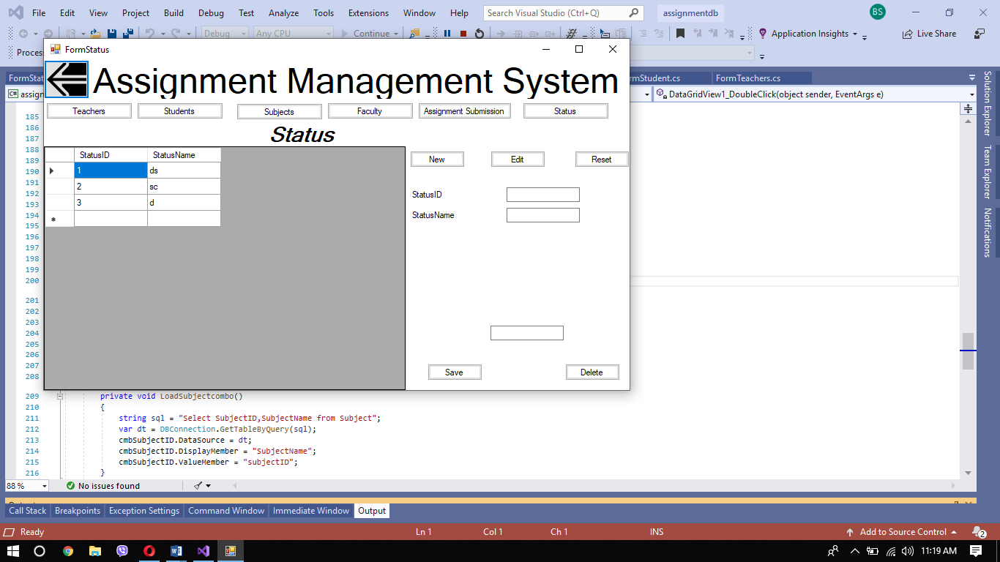 File Edit View Project Build Debug Test Analyze Tools Extensions Window Help Search Visual Studio (Ctrl+Q) assignmentdb BS
Debug Any CPU Continue Application Insights Live Share
FormStatus
Assignment Management System
FormTeachers.cs
DataGridView1_DoubleClick(object sender, EventArgs e)
Teachers Students Subjects Faculty Assignment Submission Status
Status
StatusID StatusName
1 ds
2 sc
3 d
New Edit Reset
StatusID
StatusName
Save Delete
Solution Explorer
Team Explorer
Notifications
185
186
187
188
189
190
191
192
193
194
195
196
197
198
199
200
201
202
203
204
205
206
207
208
209 private void LoadSubjectcombo()
210 {
211 string sql = "Select SubjectID,SubjectName from Subject";
212 var dt = DBConnection.GetTableByQuery(sql);
213 cmbSubjectID.DataSource = dt;
214 cmbSubjectID.DisplayMember = "SubjectName";
215 cmbSubjectID.ValueMember = "subjectID";
216 }
88 % No issues found
Call Stack Breakpoints Exception Settings Command Window Immediate Window Output
Ready Ln 1 Col 1 Ch 1 INS Add to Source Control 2
11:19 AM